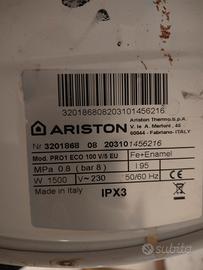 320186808203101456216
ARISTON
Ariston Thermo S.p.A.
V. le A. Merloni, 45
60044 - Fabriano- ITALY
Nr 3201868 08 203101456216
Mod. PRO1 ECO 100 V/5 EU
Fe+Enamel
MPa 0.8 ( bar 8 )
l 95
W 1500
V~ 230
50/60 Hz
Made in Italy
IPX3
subito